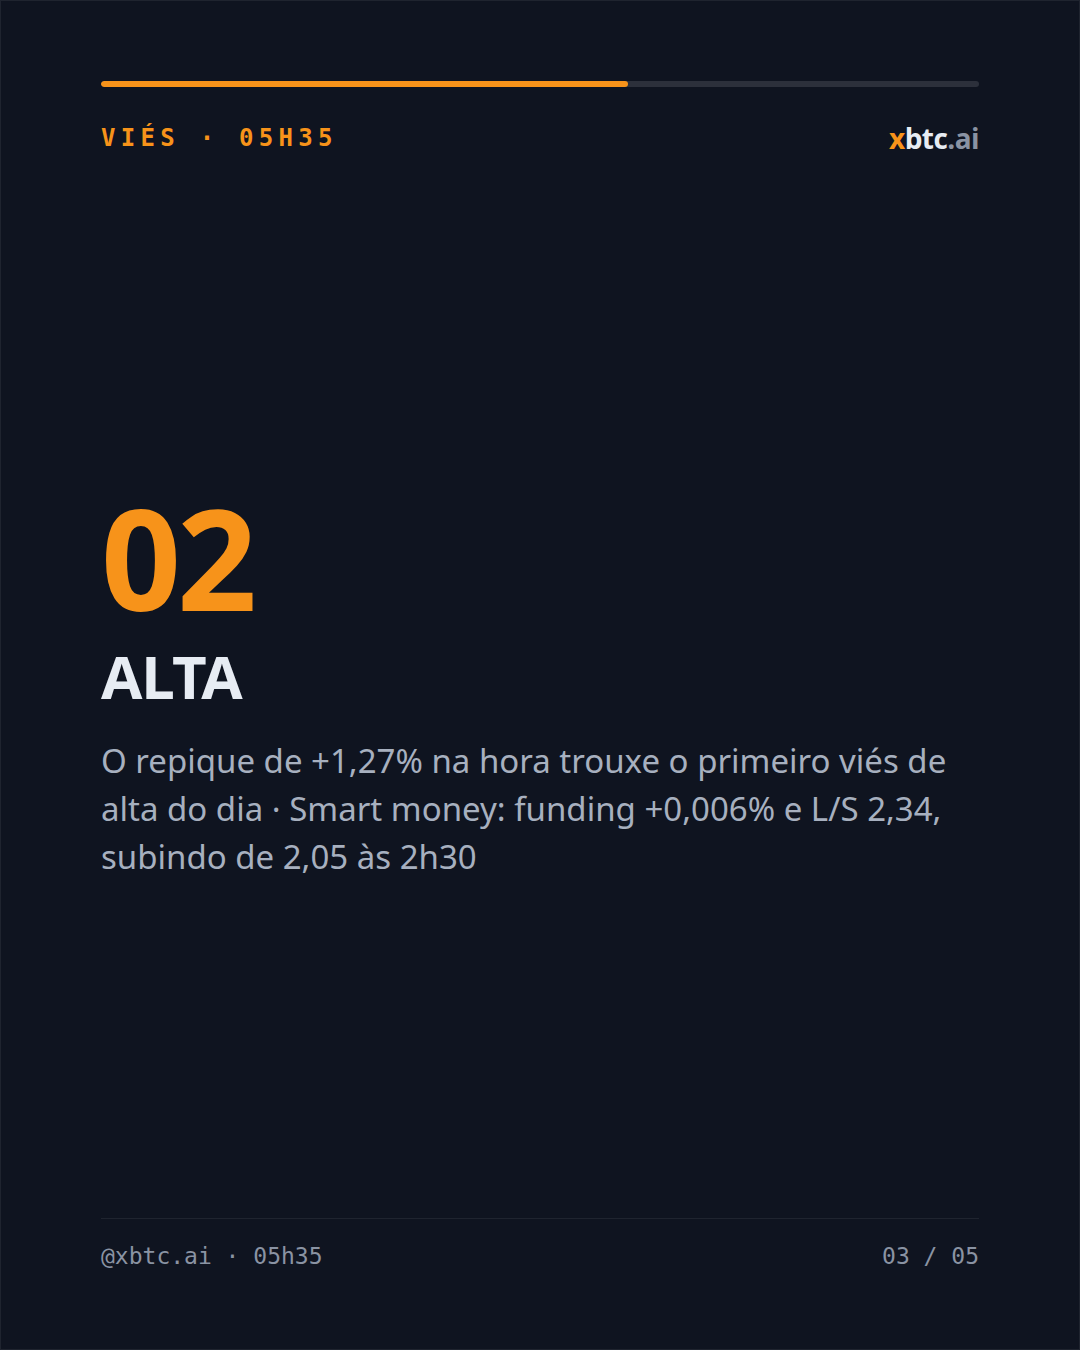 VIÉS · 05H35
xbtc.ai
02
ALTA
O repique de +1,27% na hora trouxe o primeiro viés de
alta do dia · Smart money: funding +0,006% e L/S 2,34,
subindo de 2,05 às 2h30
@xbtc.ai · 05h35
03 / 05